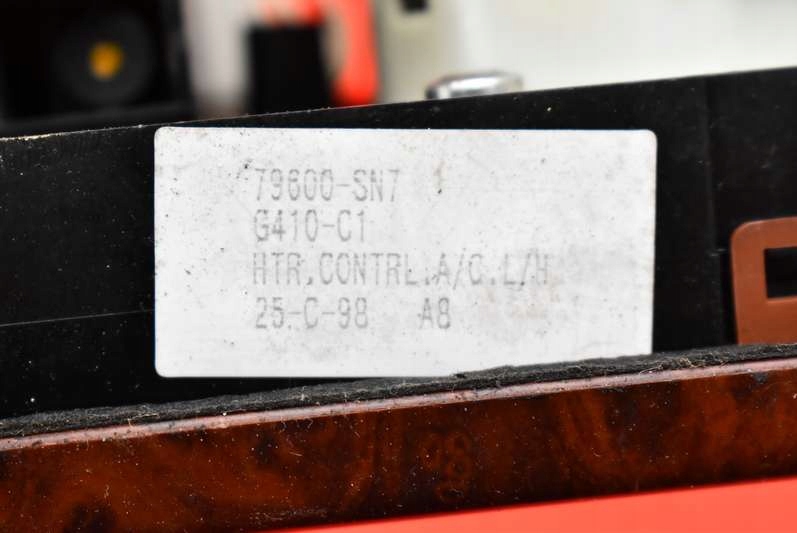 79600-SN7
G410-C1
HTR,CONTRL.A/C.L/H
25-C-98 A8